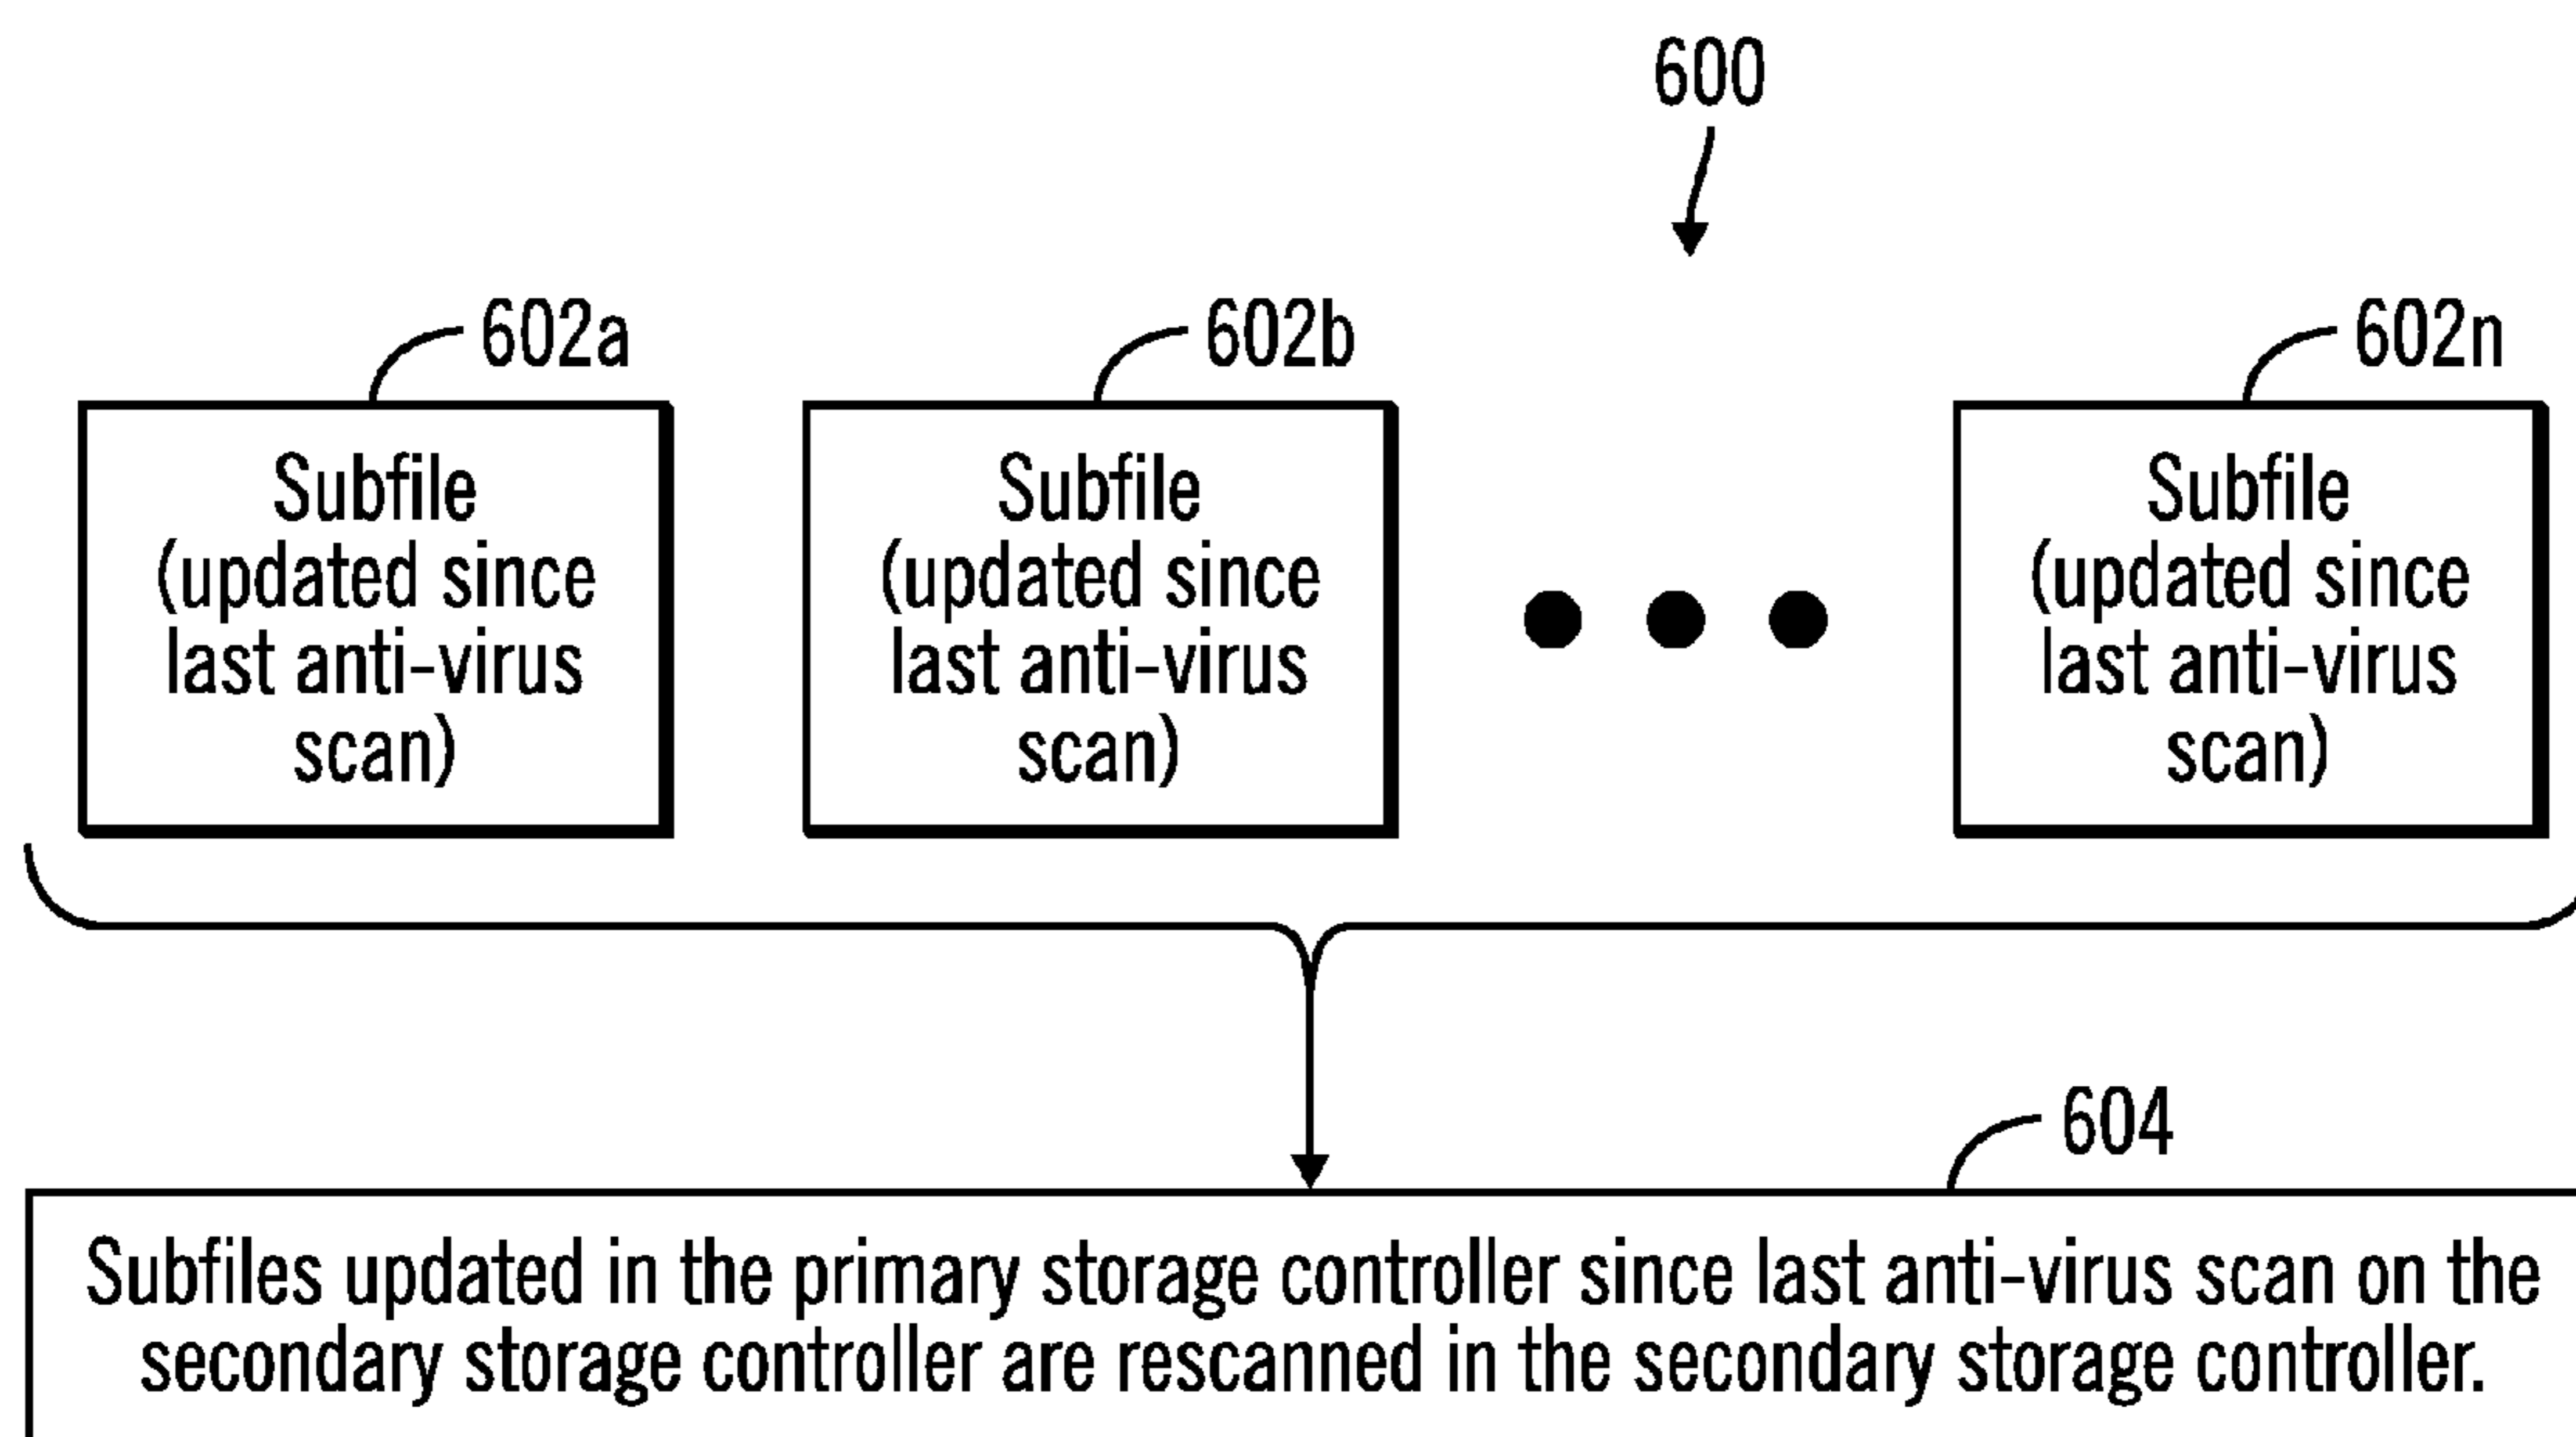 600
602a
602b
602n
Subfile
(updated since
last anti-virus
scan)
Subfile
(updated since
last anti-virus
scan)
Subfile
(updated since
last anti-virus
scan)
604
Subfiles updated in the primary storage controller since last anti-virus scan on the
secondary storage controller are rescanned in the secondary storage controller.